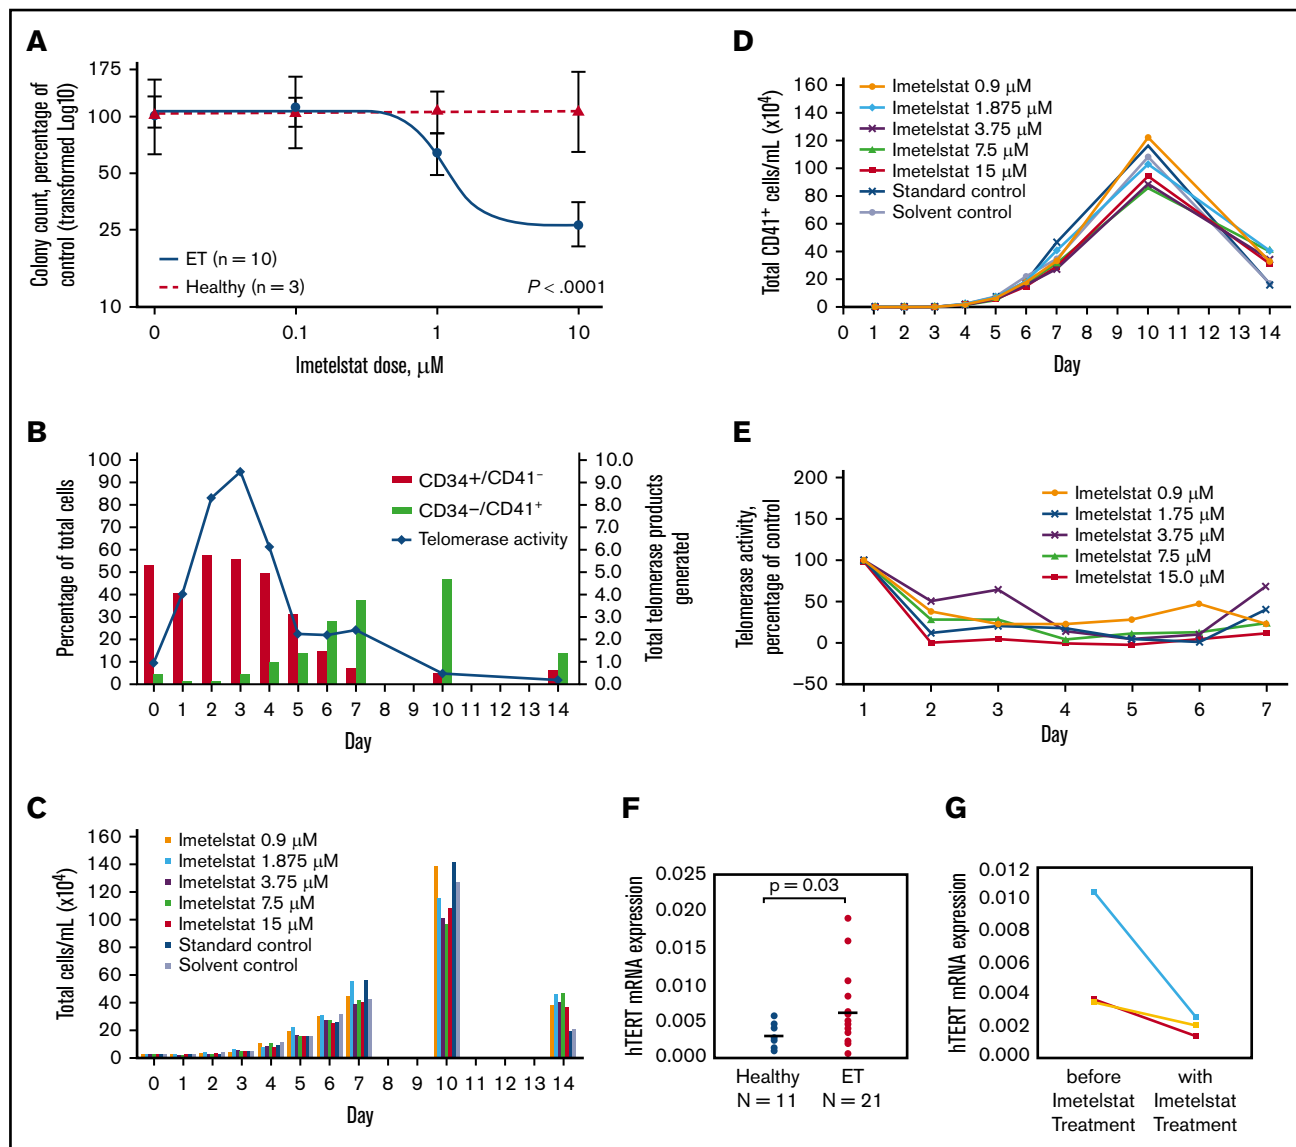 A
Colony count, percentage of
control (transformed Log10)
175
100
50
25
10
ET (n = 10)
Healthy (n = 3)
P < .0001
0 0.1 1 10
Imetelstat dose, μM
B
Percentage of total cells
100
90
80
70
60
50
40
30
20
10
0
CD34+/CD41⁻
CD34−/CD41⁺
Telomerase activity
10.0
9.0
8.0
7.0
6.0
5.0
4.0
3.0
2.0
1.0
0.0
Total telomerase products
generated
0 1 2 3 4 5 6 7 8 9 10 11 12 13 14
Day
C
Total cells/mL (x10⁴)
160
140
120
100
80
60
40
20
0
Imetelstat 0.9 μM
Imetelstat 1.875 μM
Imetelstat 3.75 μM
Imetelstat 7.5 μM
Imetelstat 15 μM
Standard control
Solvent control
0 1 2 3 4 5 6 7 8 9 10 11 12 13 14
Day
D
Total CD41⁺ cells/mL (x10⁴)
160
140
120
100
80
60
40
20
0
Imetelstat 0.9 μM
Imetelstat 1.875 μM
Imetelstat 3.75 μM
Imetelstat 7.5 μM
Imetelstat 15 μM
Standard control
Solvent control
0 1 2 3 4 5 6 7 8 9 10 11 12 13 14
Day
E
Telomerase activity,
percentage of control
200
150
100
50
0
−50
Imetelstat 0.9 μM
Imetelstat 1.75 μM
Imetelstat 3.75 μM
Imetelstat 7.5 μM
Imetelstat 15.0 μM
1 2 3 4 5 6 7
Day
F
hTERT mRNA expression
0.025
0.020
0.015
0.010
0.005
0.000
p = 0.03
Healthy ET
N = 11 N = 21
G
hTERT mRNA expression
0.012
0.010
0.008
0.006
0.004
0.002
0.000
before with
Imetelstat Imetelstat
Treatment Treatment